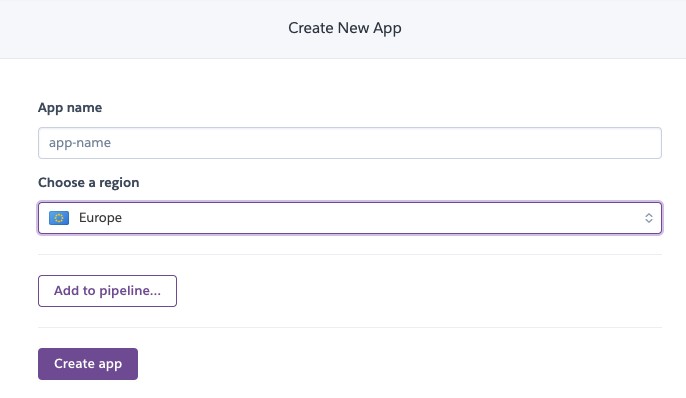 Create New App
App name
app-name
Choose a region
Europe
Add to pipeline...
Create app